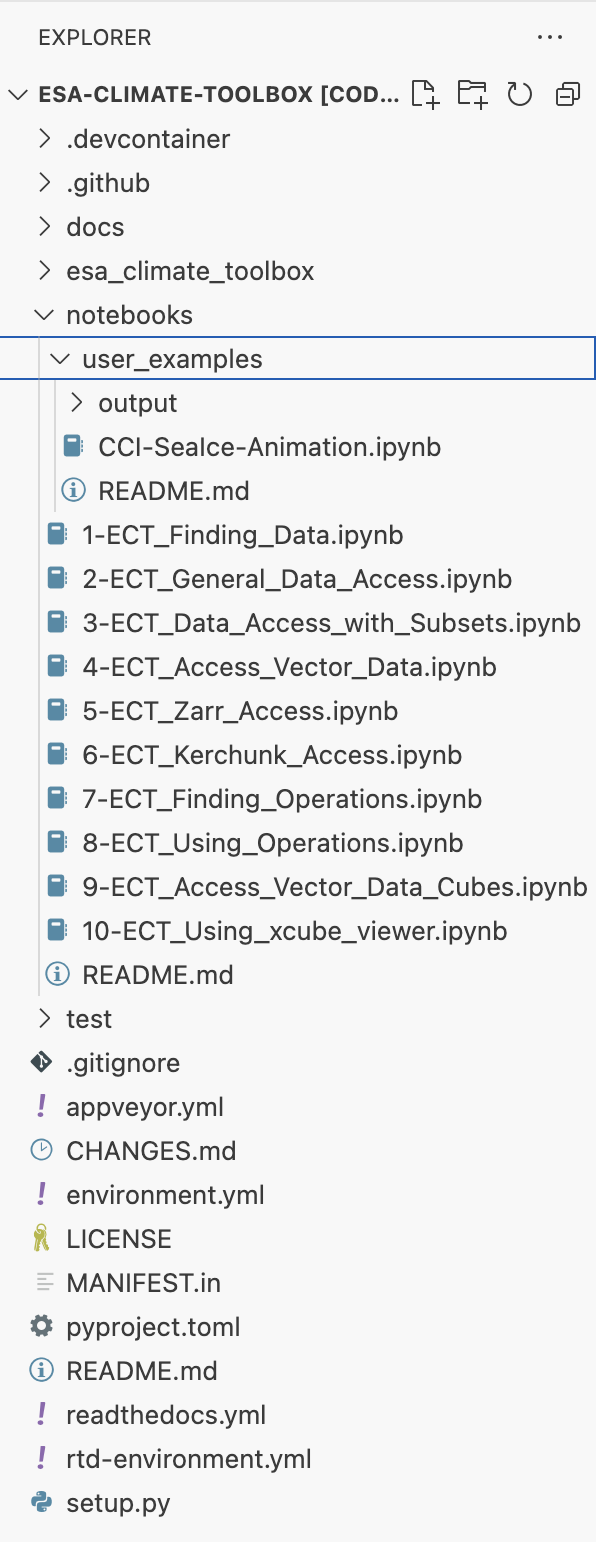 EXPLORER
ESA-CLIMATE-TOOLBOX [COD...
.devcontainer
.github
docs
esa_climate_toolbox
notebooks
user_examples
output
CCI-SeaIce-Animation.ipynb
README.md
1-ECT_Finding_Data.ipynb
2-ECT_General_Data_Access.ipynb
3-ECT_Data_Access_with_Subsets.ipynb
4-ECT_Access_Vector_Data.ipynb
5-ECT_Zarr_Access.ipynb
6-ECT_Kerchunk_Access.ipynb
7-ECT_Finding_Operations.ipynb
8-ECT_Using_Operations.ipynb
9-ECT_Access_Vector_Data_Cubes.ipynb
10-ECT_Using_xcube_viewer.ipynb
README.md
test
.gitignore
appveyor.yml
CHANGES.md
environment.yml
LICENSE
MANIFEST.in
pyproject.toml
README.md
readthedocs.yml
rtd-environment.yml
setup.py